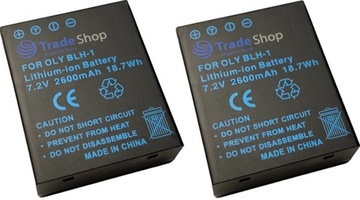 Trade Shop
FOR OLY BLH-1
Lithium-ion Battery
7.2V 2600mAh 18.7Wh
CE
• DO NOT SHORT CIRCUIT
• PREVENT FROM HEAT
• DO NOT DISASSEMBLE
MADE IN CHINA
Trade Shop
FOR OLY BLH-1
Lithium-ion Battery
7.2V 2600mAh 18.7Wh
CE
• DO NOT SHORT CIRCUIT
• PREVENT FROM HEAT
• DO NOT DISASSEMBLE
MADE IN CHINA